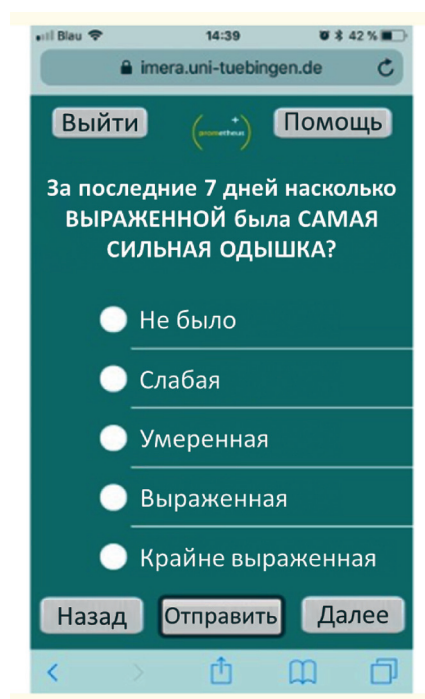 Blau 14:39 42 %
imera.uni-tuebingen.de
Выйти prometheus Помощь
За последние 7 дней насколько
ВЫРАЖЕННОЙ была САМАЯ
СИЛЬНАЯ ОДЫШКА?
Не было
Слабая
Умеренная
Выраженная
Крайне выраженная
Назад Отправить Далее